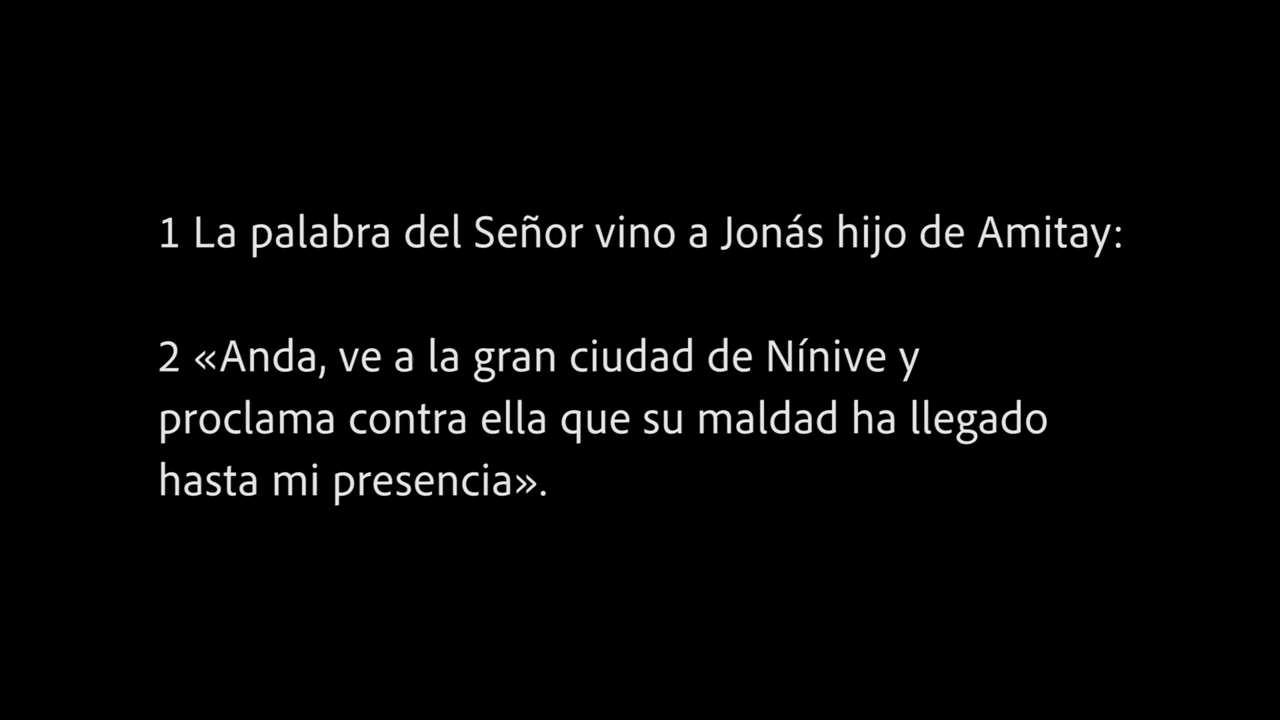 1 La palabra del Señor vino a Jonás hijo de Amitay:
2 «Anda, ve a la gran ciudad de Nínive y
proclama contra ella que su maldad ha llegado
hasta mi presencia».